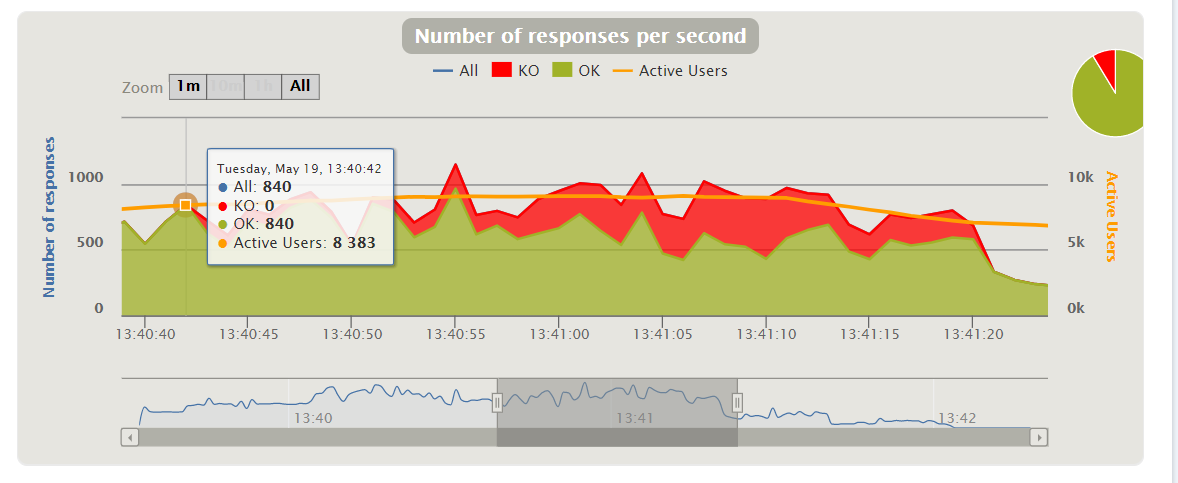 Number of responses per second
All KO OK Active Users
Zoom 1m 10m 1h All
Number of responses
1000
500
0
Tuesday, May 19, 13:40:42
All: 840
KO: 0
OK: 840
Active Users: 8 383
10k
5k
0k
Active Users
13:40:40 13:40:45 13:40:50 13:40:55 13:41:00 13:41:05 13:41:10 13:41:15 13:41:20
13:40 13:41 13:42